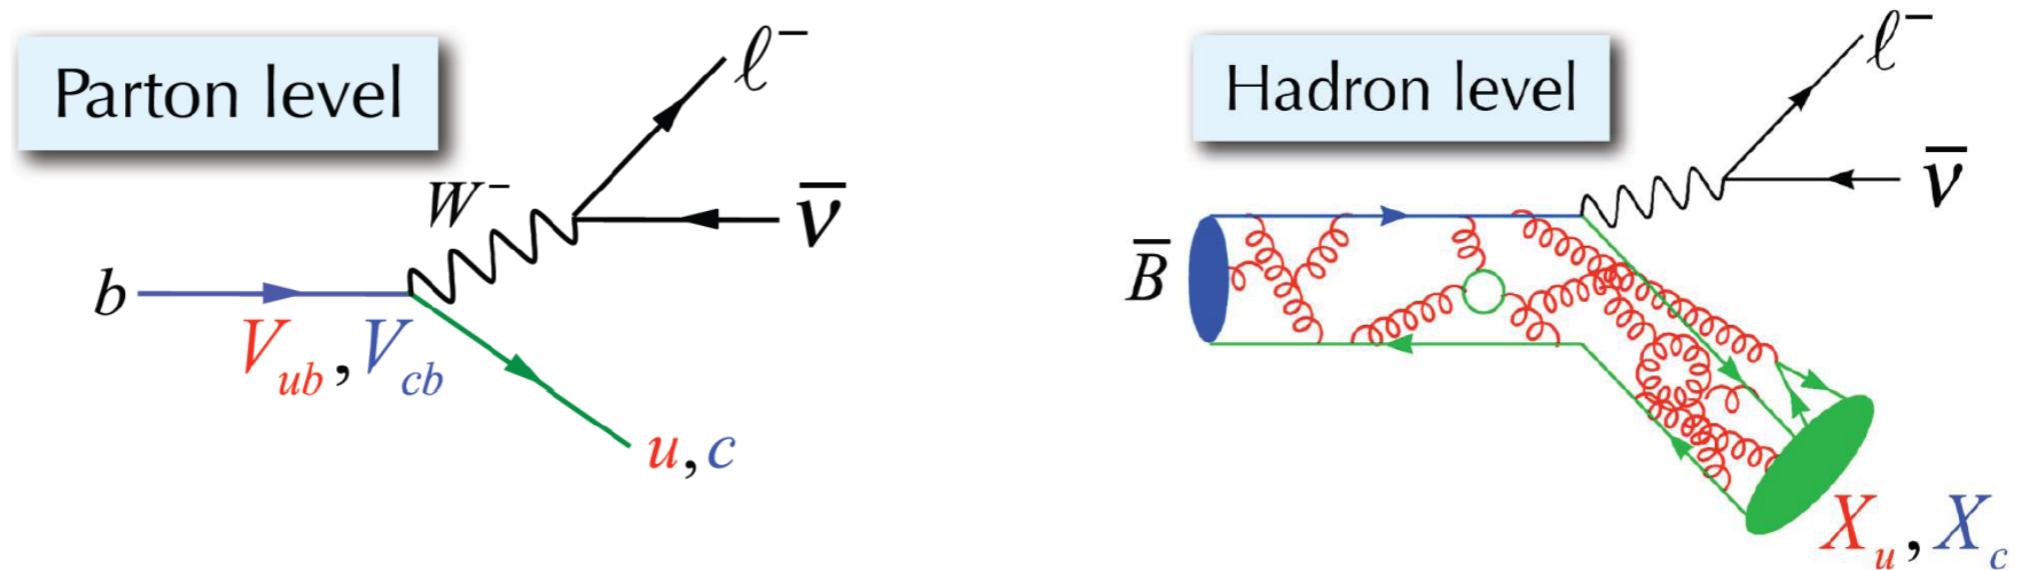 Parton level
ℓ⁻
W⁻
ν̅
b
V_ub, V_cb
u, c
Hadron level
ℓ⁻
ν̅
B̅
X_u, X_c